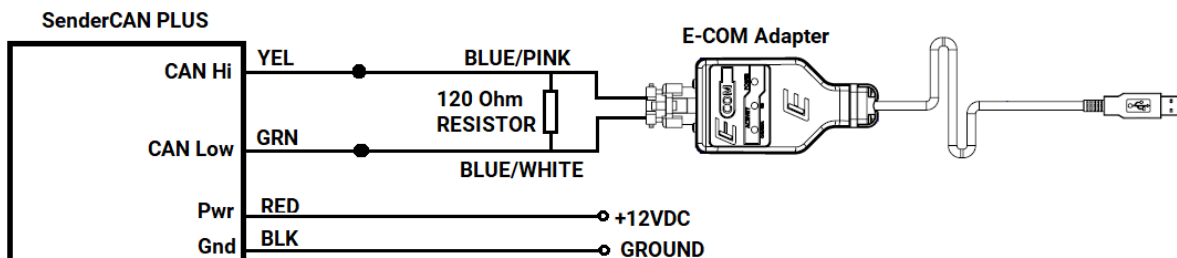 SenderCAN PLUS
E-COM Adapter
CAN Hi
YEL
BLUE/PINK
120 Ohm
RESISTOR
E-COM
E
CAN Low
GRN
BLUE/WHITE
Pwr
RED
+12VDC
Gnd
BLK
GROUND